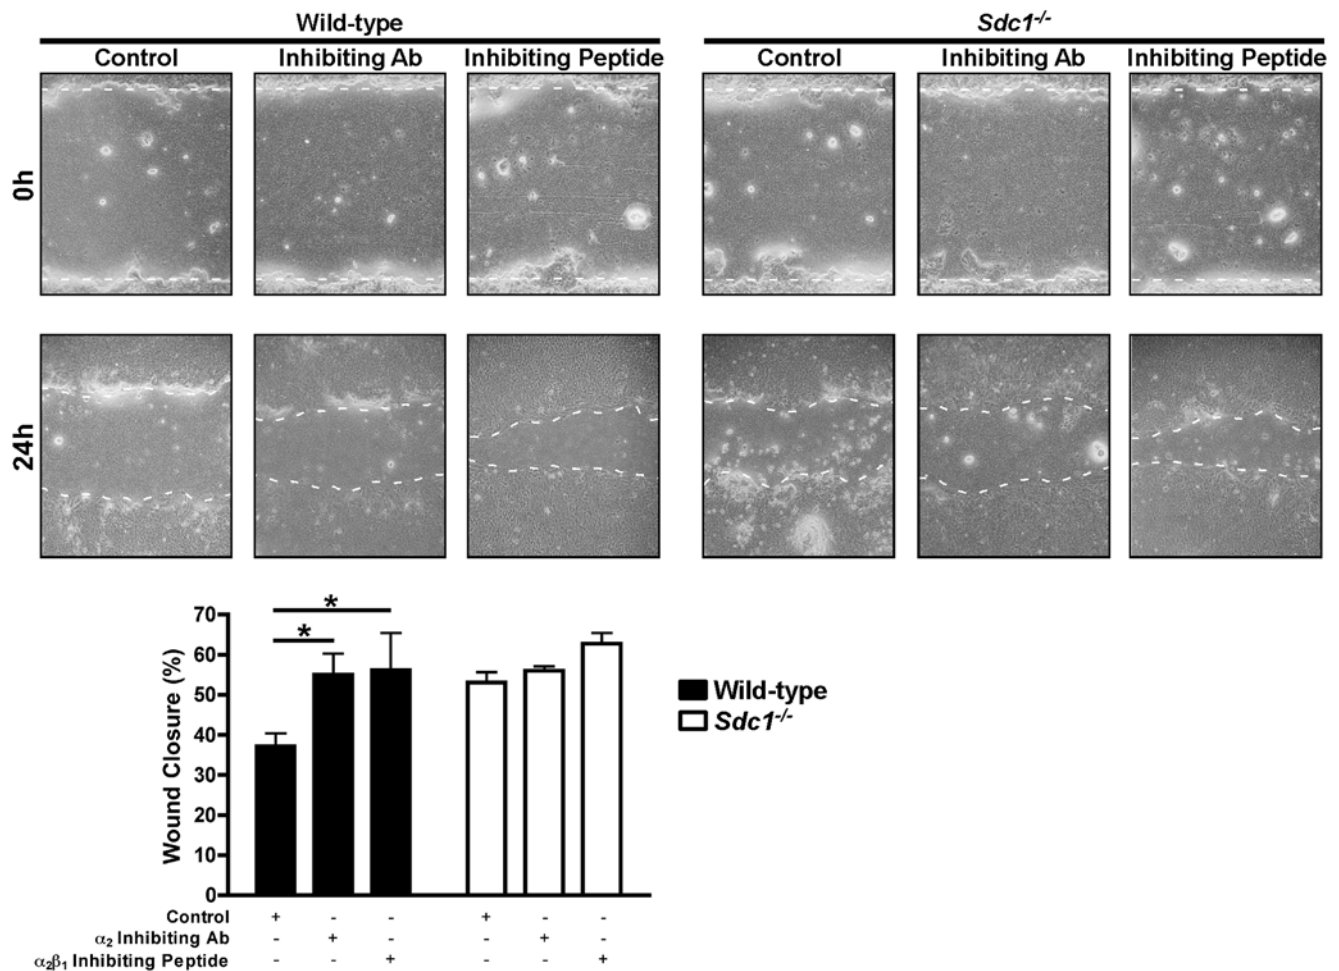 Wild-type Sdc1-/-
Control Inhibiting Ab Inhibiting Peptide Control Inhibiting Ab Inhibiting Peptide
0h
24h
* 
*
70
60
50
40
30
20
10
0
Wound Closure (%)
Wild-type
Sdc1-/-
Control + - - + - -
α2 Inhibiting Ab - + - - + -
α2β1 Inhibiting Peptide - - + - - +